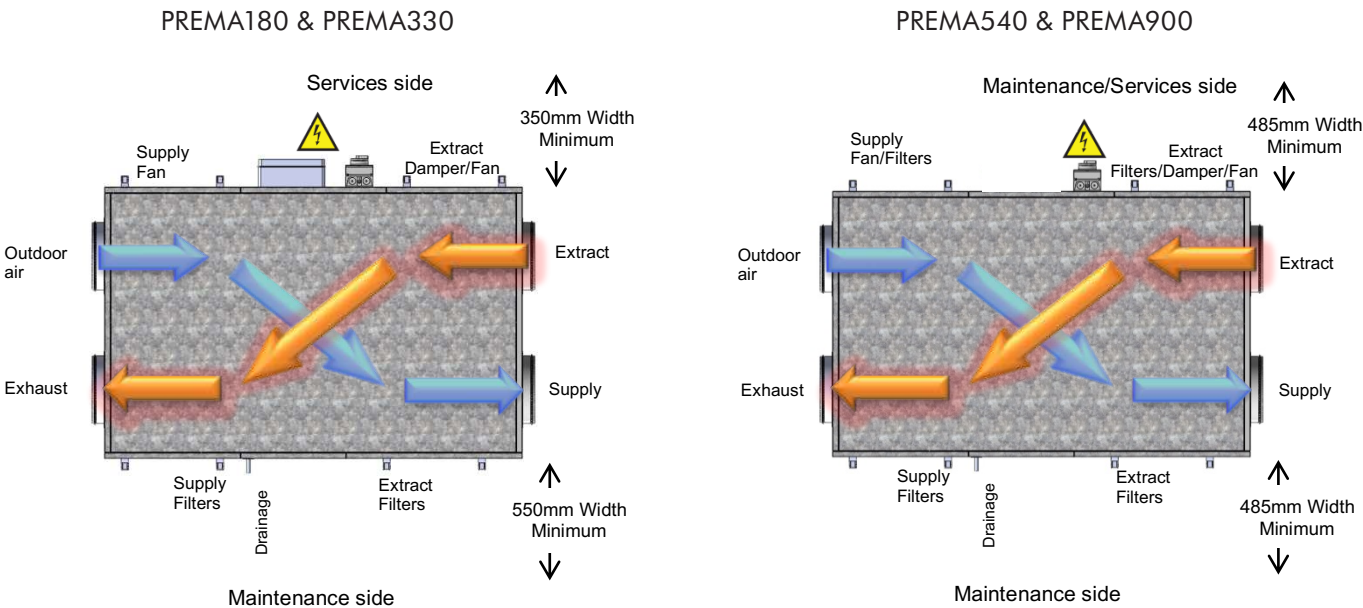 PREMA180 & PREMA330
Services side
350mm Width
Minimum
Supply
Fan
Extract
Damper/Fan
Outdoor
air
Extract
Exhaust
Supply
Supply
Filters
Drainage
Extract
Filters
550mm Width
Minimum
Maintenance side
PREMA540 & PREMA900
Maintenance/Services side
485mm Width
Minimum
Supply
Fan/Filters
Extract
Filters/Damper/Fan
Outdoor
air
Extract
Exhaust
Supply
Supply
Filters
Drainage
Extract
Filters
485mm Width
Minimum
Maintenance side